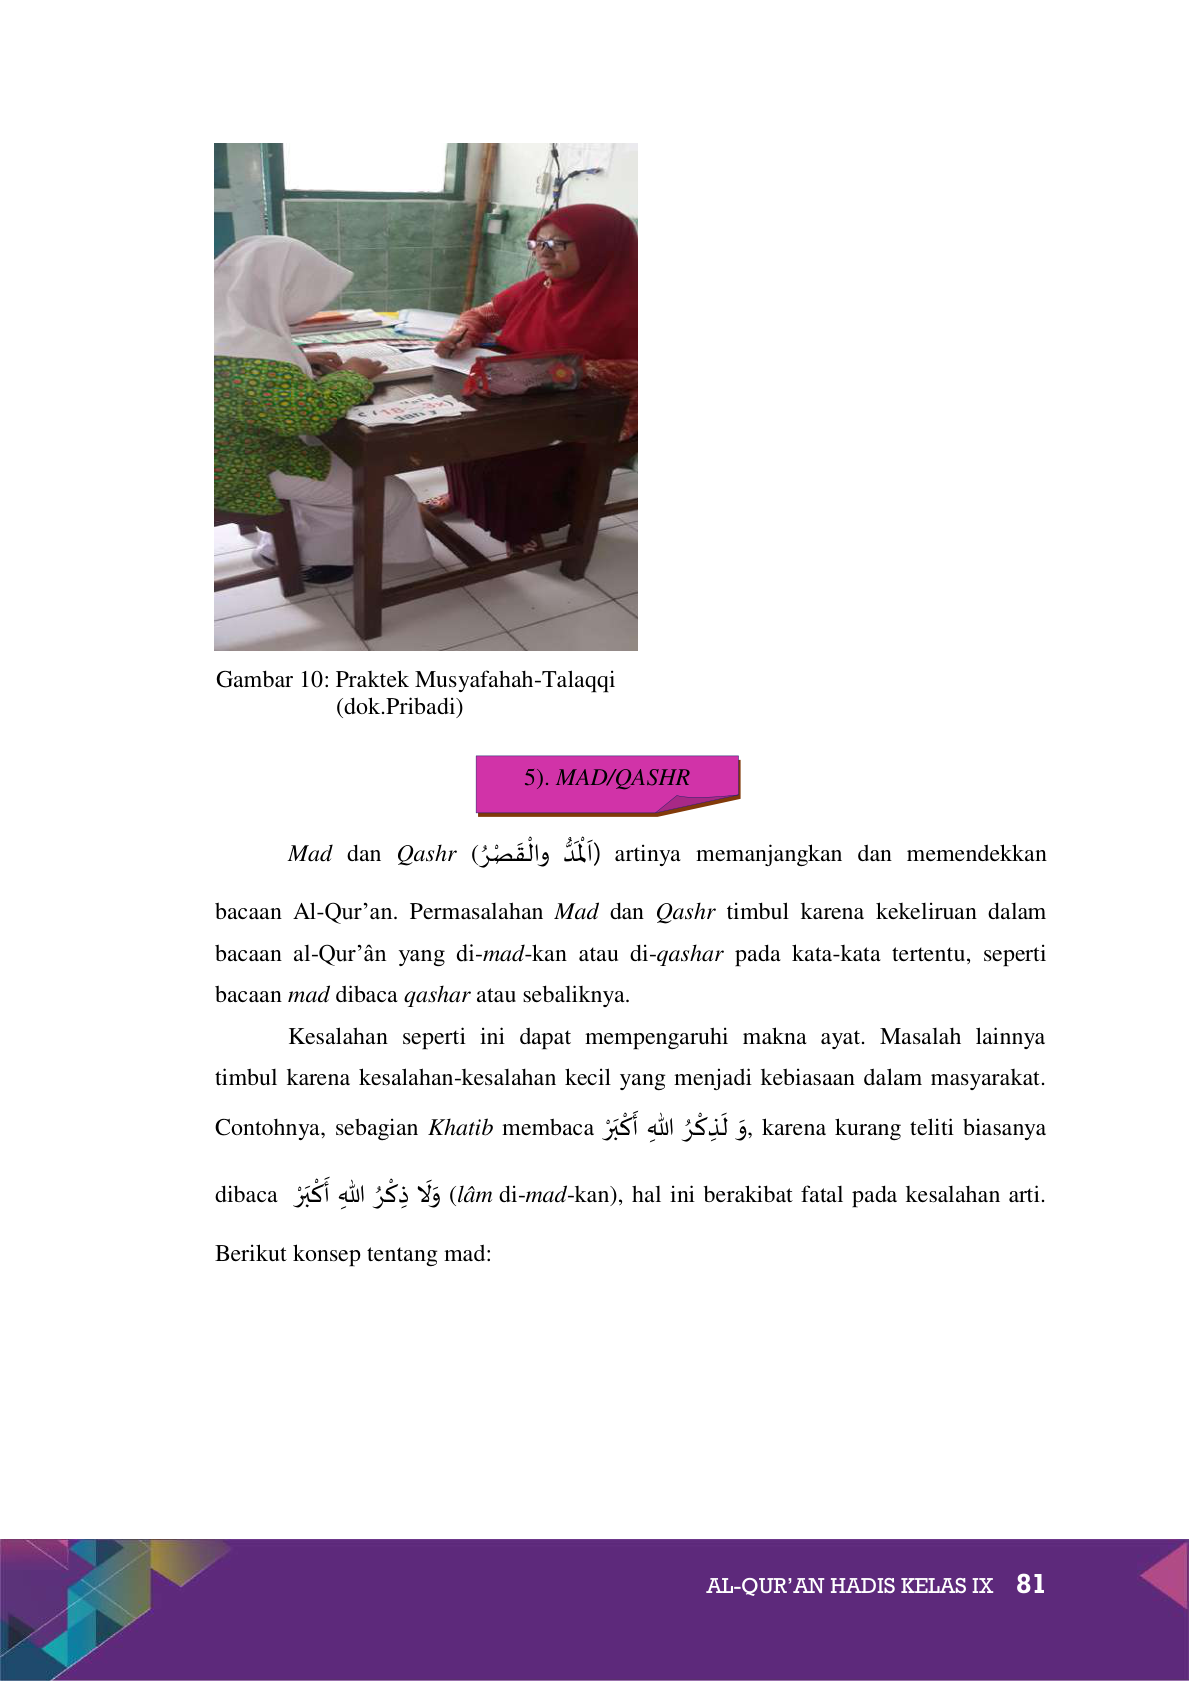 Gambar 10: Praktek Musyafahah-Talaqqi
(dok.Pribadi)
5). MAD/QASHR
Mad dan Qashr (اَلْمَدُّ والْقَصْرُ) artinya memanjangkan dan memendekkan
bacaan Al-Qur’an. Permasalahan Mad dan Qashr timbul karena kekeliruan dalam
bacaan al-Qur’ân yang di-mad-kan atau di-qashar pada kata-kata tertentu, seperti
bacaan mad dibaca qashar atau sebaliknya.
Kesalahan seperti ini dapat mempengaruhi makna ayat. Masalah lainnya
timbul karena kesalahan-kesalahan kecil yang menjadi kebiasaan dalam masyarakat.
Contohnya, sebagian Khatib membaca وَ لَذِكْرُ اللهِ أَكْبَرْ, karena kurang teliti biasanya
dibaca وَلَا ذِكْرُ اللهِ أَكْبَرْ (lâm di-mad-kan), hal ini berakibat fatal pada kesalahan arti.
Berikut konsep tentang mad:
AL-QUR’AN HADIS KELAS IX 81